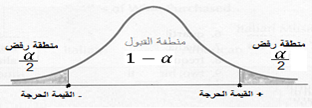 منطقة رفض
α/2
منطقة القبول
1 − α
منطقة رفض
α/2
+ القيمة الحرجة
- القيمة الحرجة